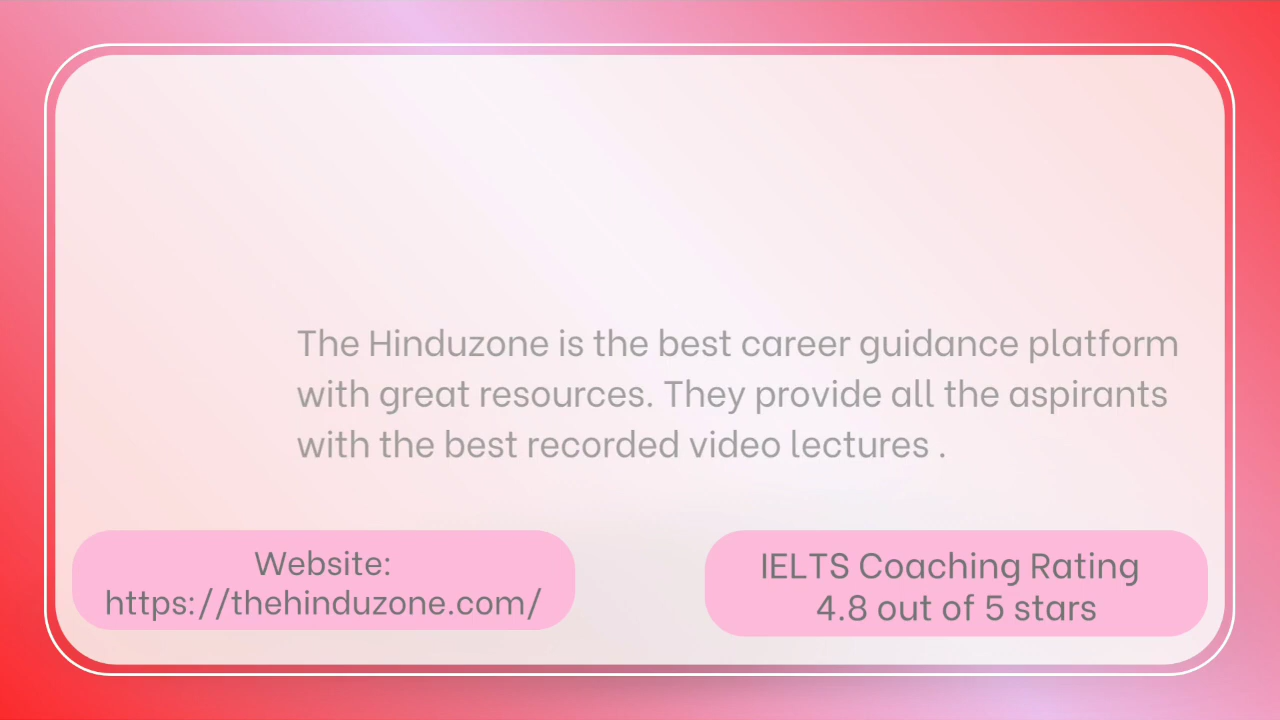 The Hinduzone is the best career guidance platform
with great resources. They provide all the aspirants
with the best recorded video lectures .
Website:
https://thehinduzone.com/
IELTS Coaching Rating
4.8 out of 5 stars